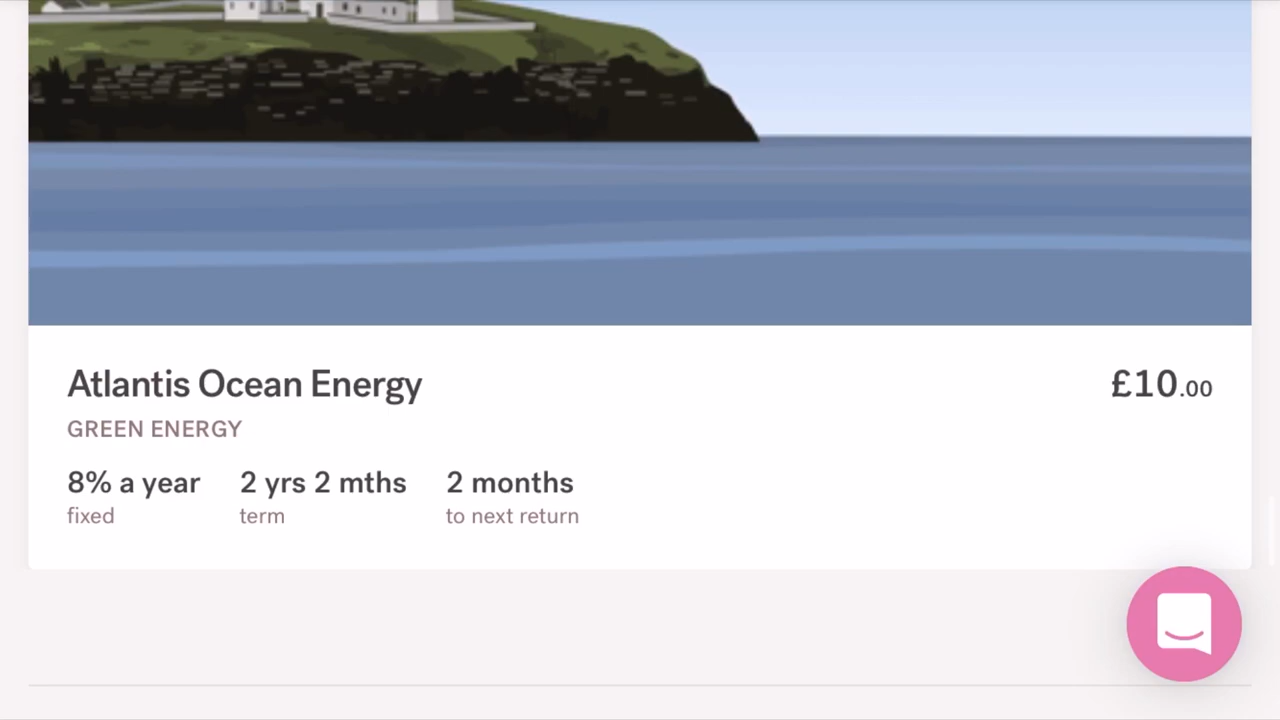 Atlantis Ocean Energy
£10.00
GREEN ENERGY
8% a year 2 yrs 2 mths 2 months
fixed term to next return